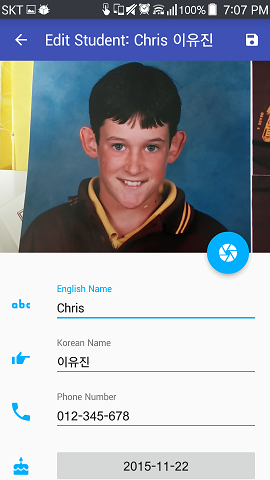 SKT 100% 7:07 PM
Edit Student: Chris 이유진
English Name
abc
Chris
Korean Name
이유진
Phone Number
012-345-678
2015-11-22